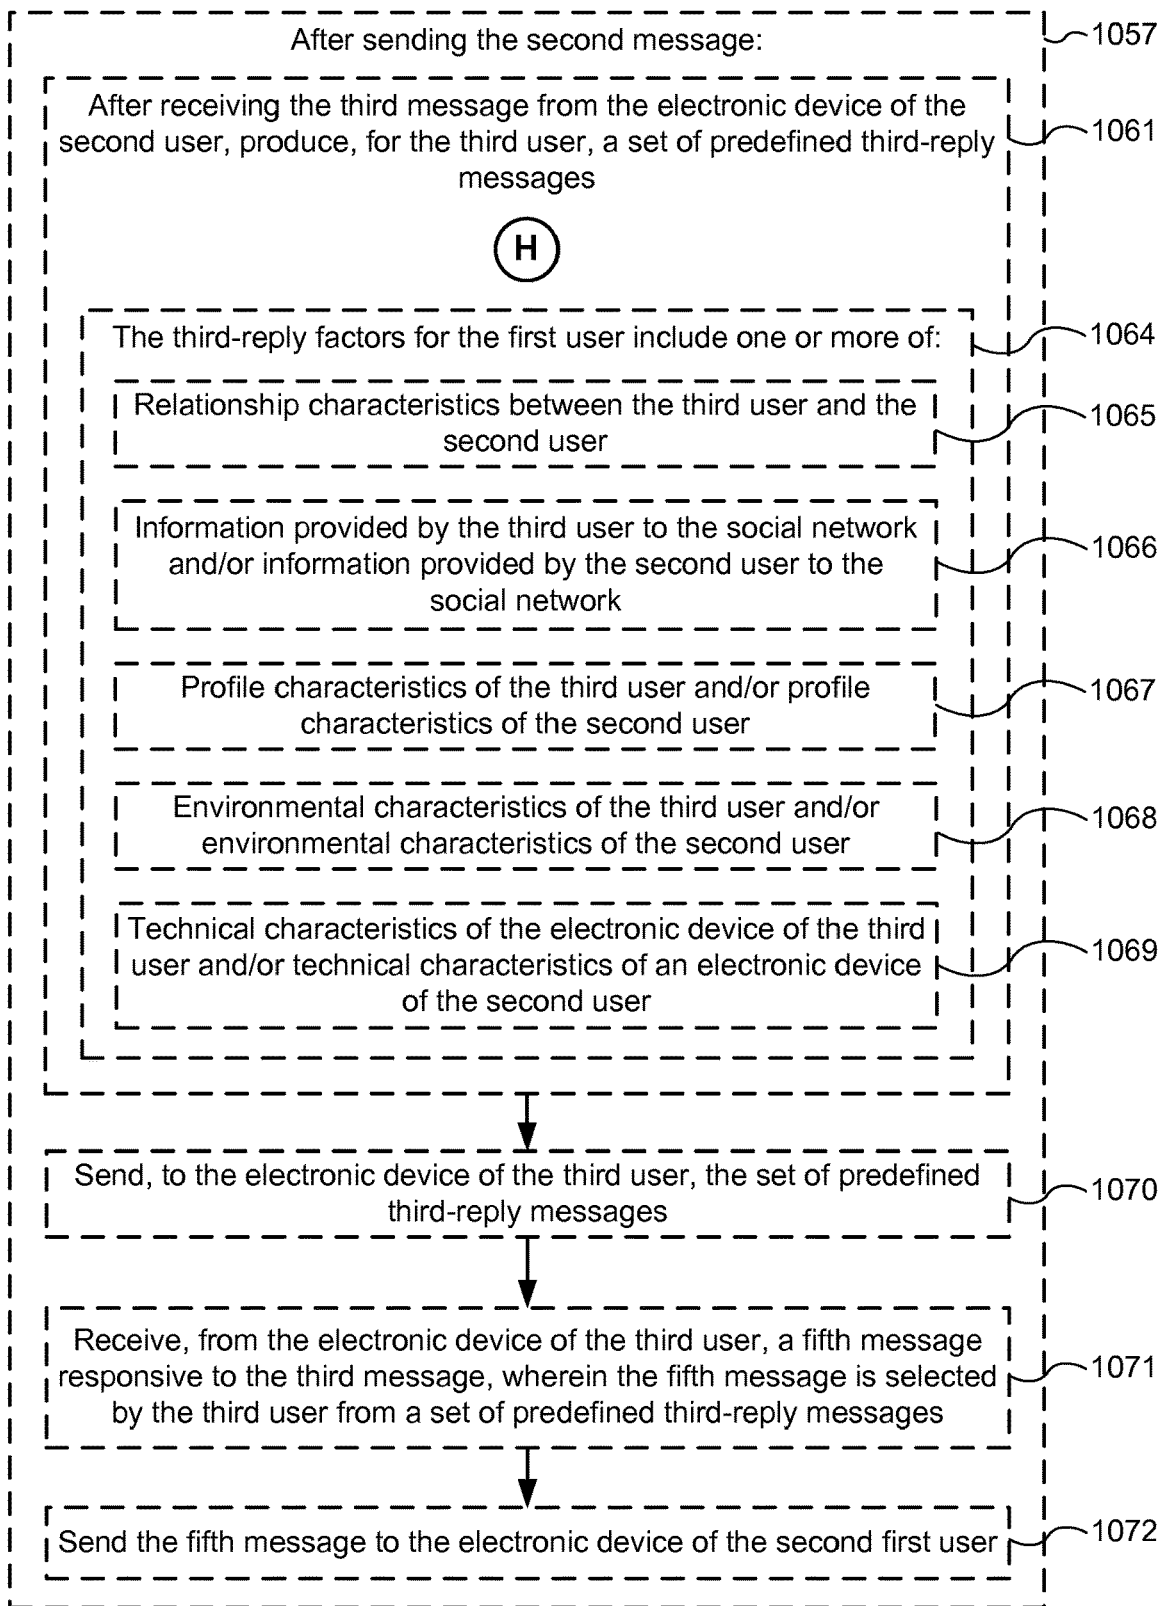 After sending the second message:
1057
After receiving the third message from the electronic device of the
second user, produce, for the third user, a set of predefined third-reply
messages
1061
H
The third-reply factors for the first user include one or more of:
1064
Relationship characteristics between the third user and the
second user
1065
Information provided by the third user to the social network
and/or information provided by the second user to the
social network
1066
Profile characteristics of the third user and/or profile
characteristics of the second user
1067
Environmental characteristics of the third user and/or
environmental characteristics of the second user
1068
Technical characteristics of the electronic device of the third
user and/or technical characteristics of an electronic device
of the second user
1069
Send, to the electronic device of the third user, the set of predefined
third-reply messages
1070
Receive, from the electronic device of the third user, a fifth message
responsive to the third message, wherein the fifth message is selected
by the third user from a set of predefined third-reply messages
1071
Send the fifth message to the electronic device of the second first user
1072